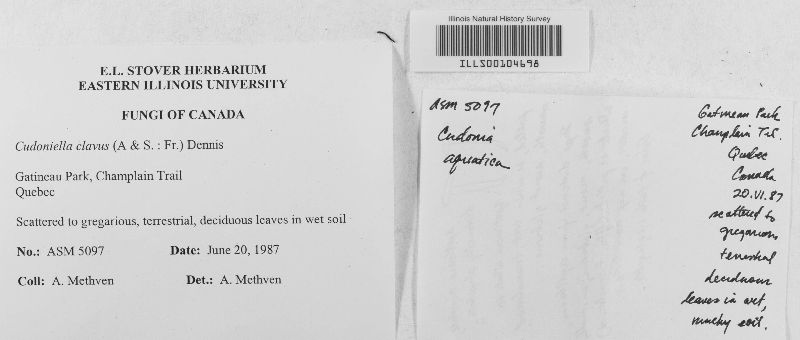 E.L. STOVER HERBARIUM
EASTERN ILLINOIS UNIVERSITY
FUNGI OF CANADA
Cudoniella clavus (A & S. : Fr.) Dennis
Gatineau Park, Champlain Trail
Quebec
Scattered to gregarious, terrestrial, deciduous leaves in wet soil
No.: ASM 5097 Date: June 20, 1987
Coll: A. Methven Det.: A. Methven
Illinois Natural History Survey
ILLS00104698
ASM 5097
Cudonia
aquatica
Gatineau Park
Champlain Trl.
Quebec
Canada
20.VI.87
scattered to
gregarious
terrestrial
deciduous
leaves in wet,
mucky soil.